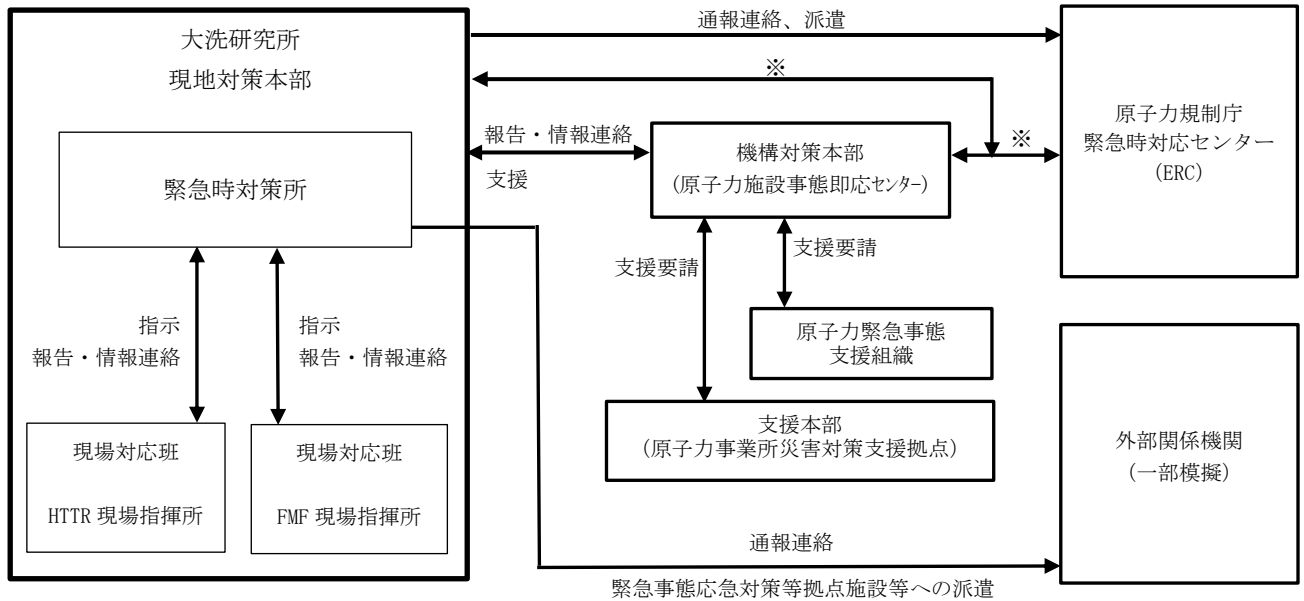 大洗研究所
現地対策本部
緊急時対策所
指示
報告・情報連絡
指示
報告・情報連絡
現場対応班
HTTR 現場指揮所
現場対応班
FMF 現場指揮所
通報連絡、派遣
※
※
報告・情報連絡
支援
機構対策本部
(原子力施設事態即応ｾﾝﾀｰ)
支援要請
支援要請
原子力緊急事態
支援組織
支援本部
(原子力事業所災害対策支援拠点)
原子力規制庁
緊急時対応センター
(ERC)
外部関係機関
(一部模擬)
通報連絡
緊急事態応急対策等拠点施設等への派遣